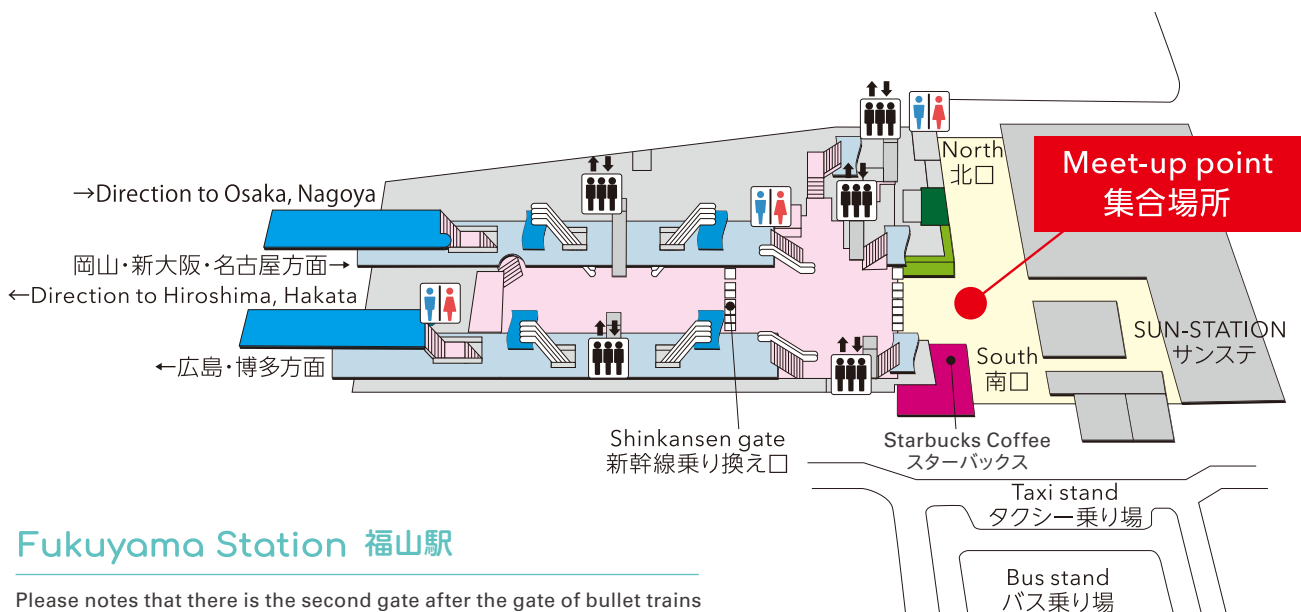 North
北口
Meet-up point
集合場所
→Direction to Osaka, Nagoya
岡山・新大阪・名古屋方面→
←Direction to Hiroshima, Hakata
←広島・博多方面
SUN-STATION
サンステ
South
南口
Shinkansen gate
新幹線乗り換え口
Starbucks Coffee
スターバックス
Taxi stand
タクシー乗り場
Bus stand
バス乗り場
Fukuyama Station 福山駅
Please notes that there is the second gate after the gate of bullet trains